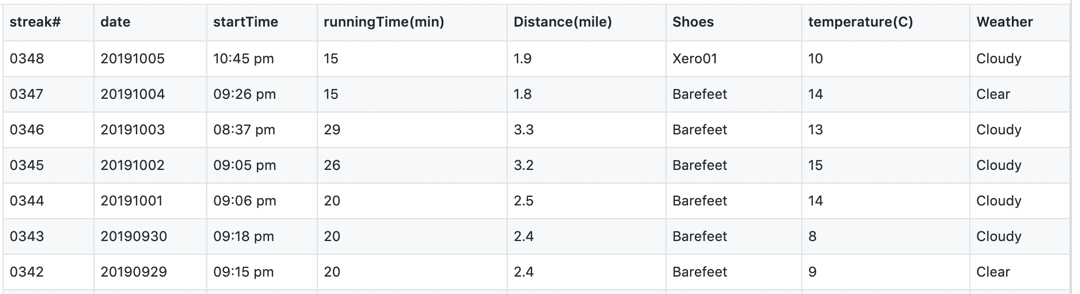 streak# date startTime runningTime(min) Distance(mile) Shoes temperature(C) Weather
0348 20191005 10:45 pm 15 1.9 Xero01 10 Cloudy
0347 20191004 09:26 pm 15 1.8 Barefeet 14 Clear
0346 20191003 08:37 pm 29 3.3 Barefeet 13 Cloudy
0345 20191002 09:05 pm 26 3.2 Barefeet 15 Cloudy
0344 20191001 09:06 pm 20 2.5 Barefeet 14 Cloudy
0343 20190930 09:18 pm 20 2.4 Barefeet 8 Cloudy
0342 20190929 09:15 pm 20 2.4 Barefeet 9 Clear